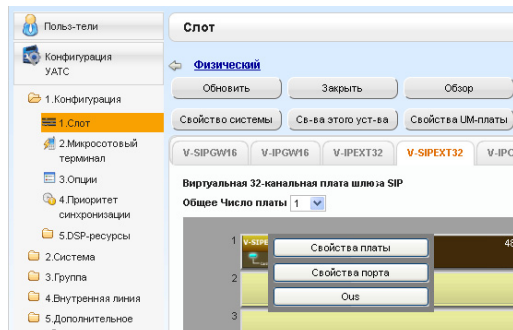 Польз-тели
Конфигурация
УАТС
1.Конфигурация
1.Слот
2.Микросотовый
терминал
3.Опции
4.Приоритет
синхронизации
5.DSP-ресурсы
2.Система
3.Группа
4.Внутренняя линия
5.Дополнительное
Слот
Физический
Обновить Закрыть Обзор
Свойство системы Св-ва этого уст-ва Свойства UM-платы
V-SIPGW16 V-IPGW16 V-IPEXT32 V-SIPEXT32 V-IPC
Виртуальная 32-канальная плата шлюза SIP
Общее Число платы 1
1 V-SIPE 48
Свойства платы
Свойства порта
2
Ous
3